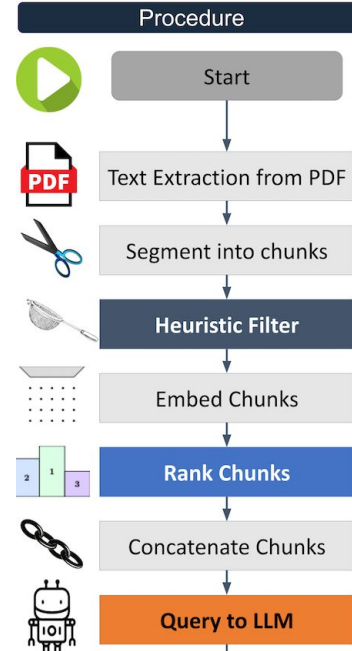 Procedure
Start
PDF
Text Extraction from PDF
Segment into chunks
Heuristic Filter
Embed Chunks
2 1 3
Rank Chunks
Concatenate Chunks
Query to LLM